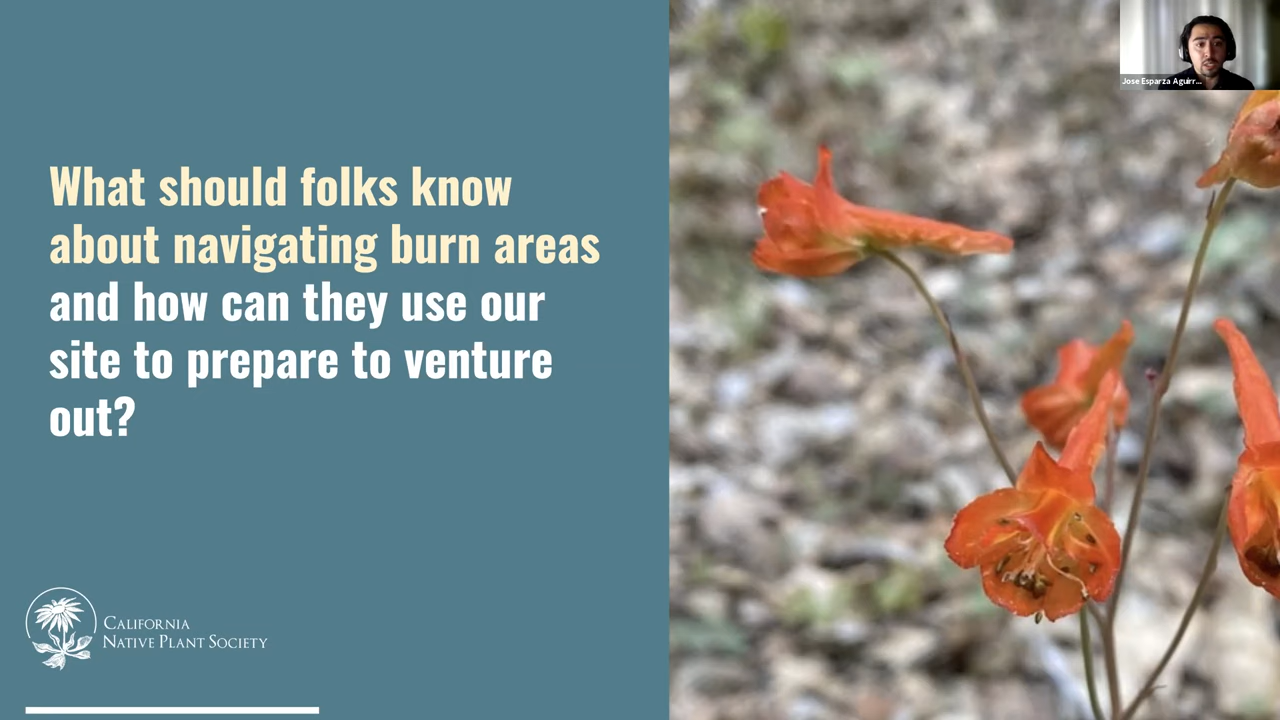 Jose Esparza Aguirr...
What should folks know
about navigating burn areas
and how can they use our
site to prepare to venture
out?
CALIFORNIA
NATIVE PLANT SOCIETY